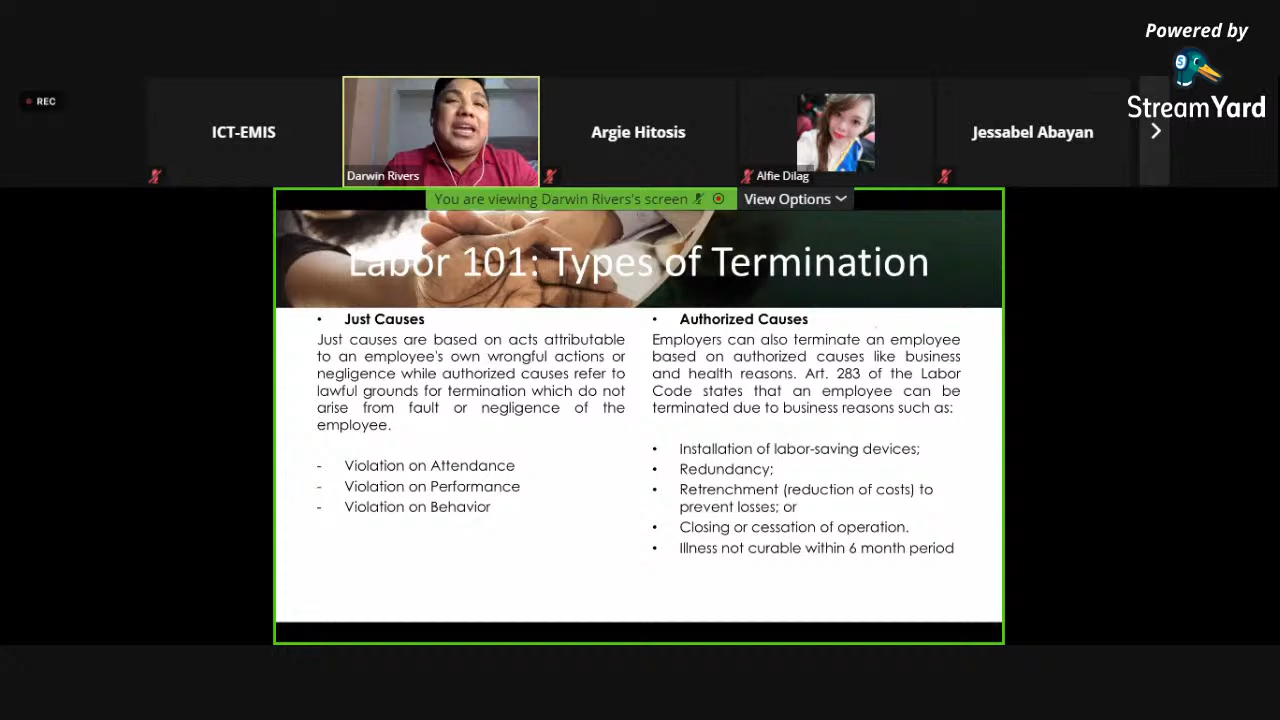 Powered by
StreamYard
REC
ICT-EMIS
Darwin Rivers
Argie Hitosis
Alfie Dilag
Jessabel Abayan
You are viewing Darwin Rivers's screen
View Options
Labor 101: Types of Termination
• Just Causes
Just causes are based on acts attributable
to an employee's own wrongful actions or
negligence while authorized causes refer to
lawful grounds for termination which do not
arise from fault or negligence of the
employee.
- Violation on Attendance
- Violation on Performance
- Violation on Behavior
• Authorized Causes
Employers can also terminate an employee
based on authorized causes like business
and health reasons. Art. 283 of the Labor
Code states that an employee can be
terminated due to business reasons such as:
• Installation of labor-saving devices;
• Redundancy;
• Retrenchment (reduction of costs) to
prevent losses; or
• Closing or cessation of operation.
• Illness not curable within 6 month period